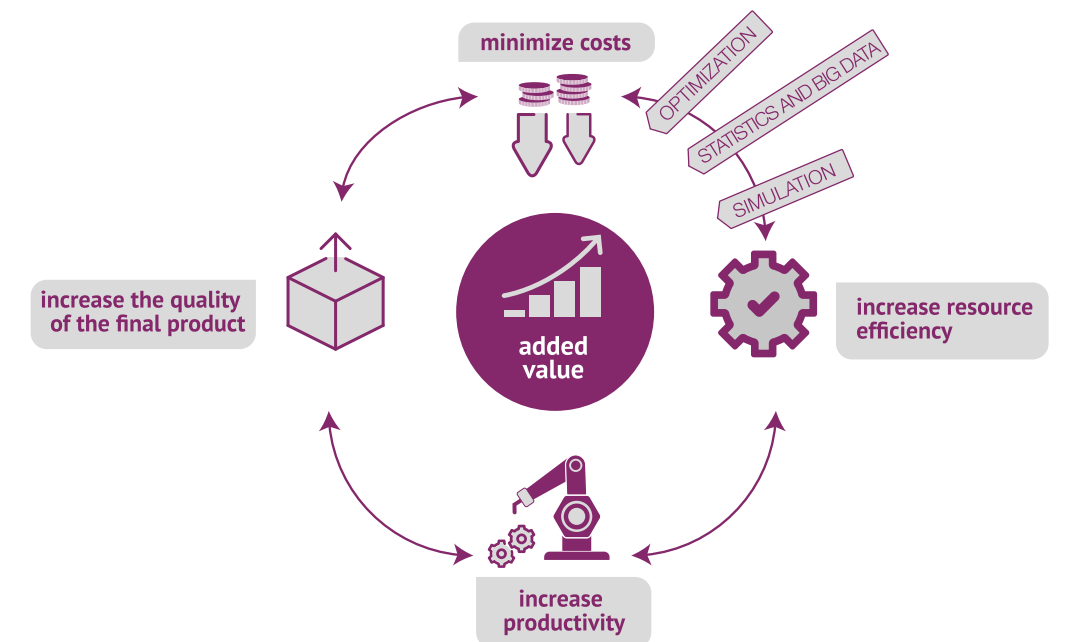 minimize costs
OPTIMIZATION
STATISTICS AND BIG DATA
SIMULATION
increase the quality
of the final product
added
value
increase resource
efficiency
increase
productivity